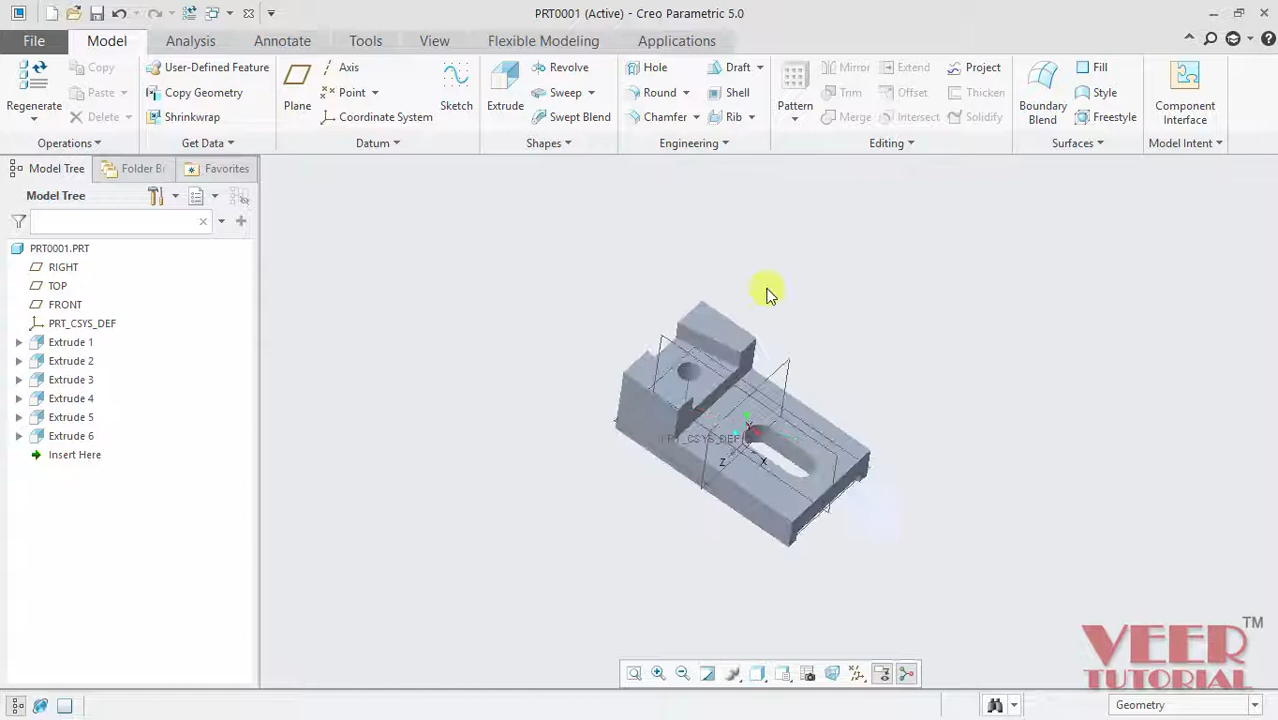 PRT0001 (Active) - Creo Parametric 5.0
File
Model
Analysis
Annotate
Tools
View
Flexible Modeling
Applications
Regenerate
Copy
Paste
Delete
Operations
User-Defined Feature
Copy Geometry
Shrinkwrap
Get Data
Plane
Axis
Point
Coordinate System
Sketch
Datum
Extrude
Revolve
Sweep
Swept Blend
Shapes
Hole
Round
Chamfer
Draft
Shell
Rib
Engineering
Pattern
Mirror
Trim
Merge
Extend
Offset
Intersect
Project
Thicken
Solidify
Editing
Boundary Blend
Fill
Style
Freestyle
Surfaces
Component Interface
Model Intent
Model Tree
Folder Br
Favorites
Model Tree
PRT0001.PRT
RIGHT
TOP
FRONT
PRT_CSYS_DEF
Extrude 1
Extrude 2
Extrude 3
Extrude 4
Extrude 5
Extrude 6
Insert Here
PRT_CSYS_DEF
Y
Z
X
VEER TM
TUTORIAL
Geometry